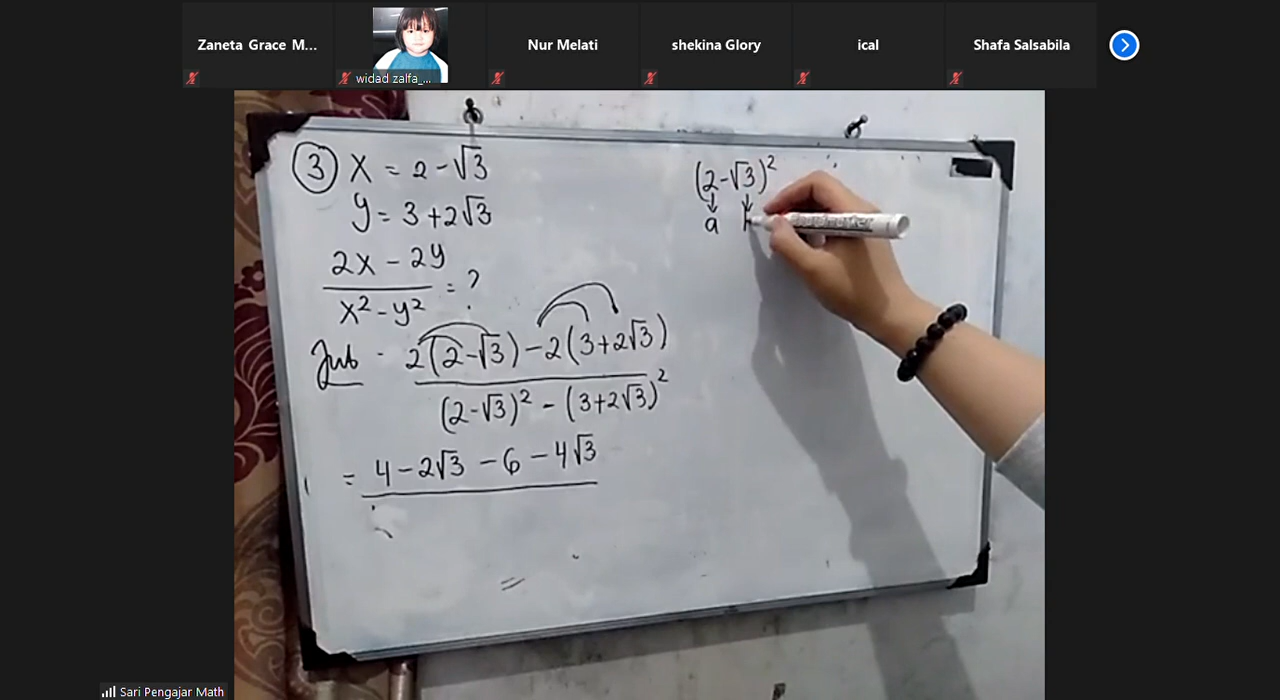 Zaneta Grace M...
widad zalfa_...
Nur Melati
shekina Glory
ical
Shafa Salsabila
③ x = 2 - √3
y = 3 + 2√3
2x - 2y
x² - y² = ?
Jwb
2(2-√3) - 2(3+2√3)
(2-√3)² - (3+2√3)²
= 4 - 2√3 - 6 - 4√3
(2-√3)²
↓ ↓
a
Sari Pengajar Math